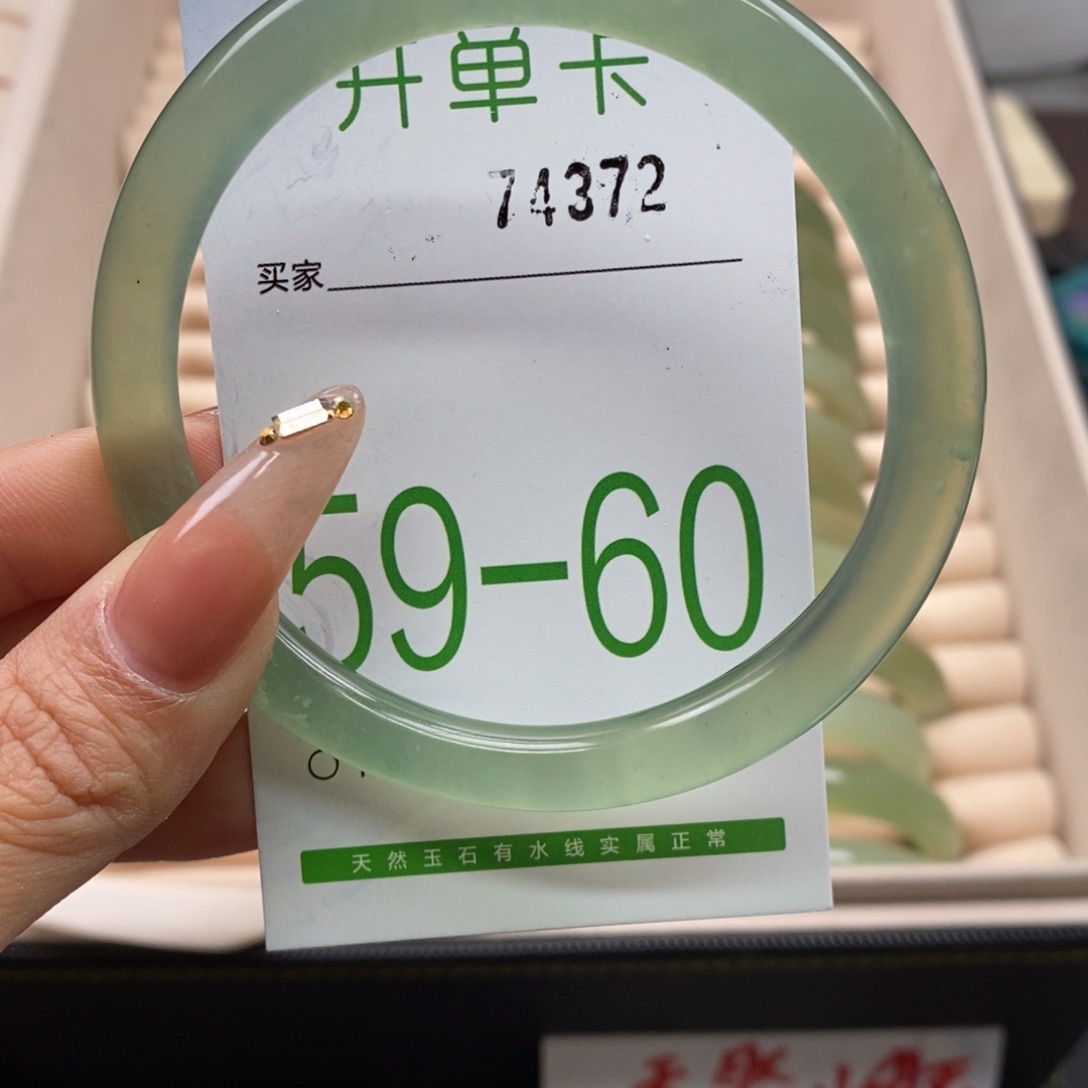 开单卡
74372
买家
59-60
天然玉石有水线实属正常